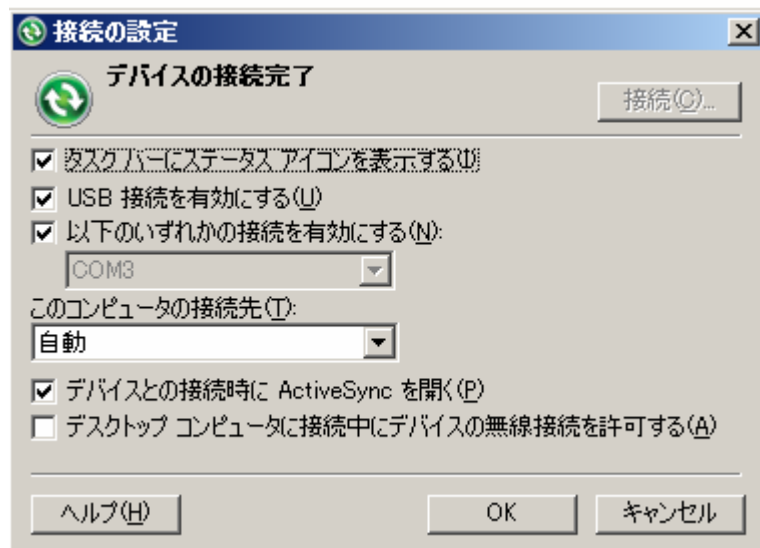 接続の設定
デバイスの接続完了
接続(C)...
タスク バーにステータス アイコンを表示する(I)
USB 接続を有効にする(U)
以下のいずれかの接続を有効にする(N):
COM3
このコンピュータの接続先(T):
自動
デバイスとの接続時に ActiveSync を開く(P)
デスクトップ コンピュータに接続中にデバイスの無線接続を許可する(A)
ヘルプ(H) OK キャンセル